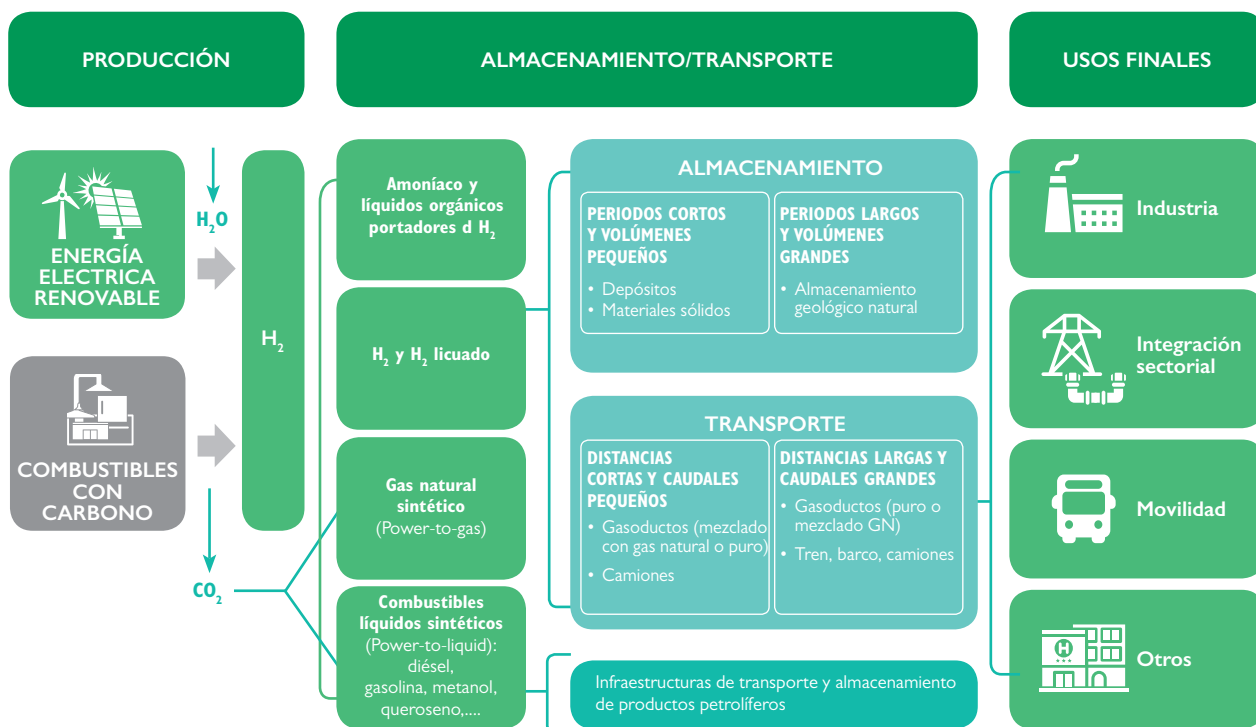 PRODUCCIÓN
ALMACENAMIENTO/TRANSPORTE
USOS FINALES
H₂O
ENERGÍA
ELECTRICA
RENOVABLE
COMBUSTIBLES
CON
CARBONO
CO₂
H₂
Amoníaco y
líquidos orgánicos
portadores d H₂
H₂ y H₂ licuado
Gas natural
sintético
(Power-to-gas)
Combustibles
líquidos sintéticos
(Power-to-liquid):
diésel,
gasolina, metanol,
queroseno,....
ALMACENAMIENTO
PERIODOS CORTOS
Y VOLÚMENES
PEQUEÑOS
• Depósitos
• Materiales sólidos
PERIODOS LARGOS
Y VOLÚMENES
GRANDES
• Almacenamiento
geológico natural
TRANSPORTE
DISTANCIAS
CORTAS Y CAUDALES
PEQUEÑOS
• Gasoductos (mezclado
con gas natural o puro)
• Camiones
DISTANCIAS LARGAS Y
CAUDALES GRANDES
• Gasoductos (puro o
mezclado GN)
• Tren, barco, camiones
Infraestructuras de transporte y almacenamiento
de productos petrolíferos
Industria
Integración
sectorial
Movilidad
H
Otros